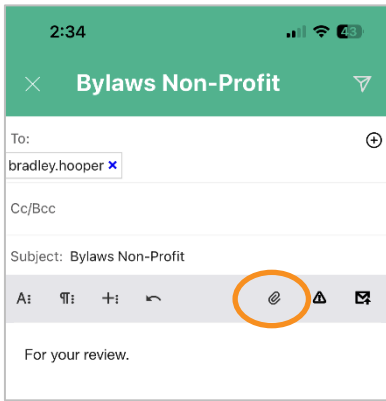 2:34
43
Bylaws Non-Profit
To:
bradley.hooper ×
Cc/Bcc
Subject: Bylaws Non-Profit
A
For your review.